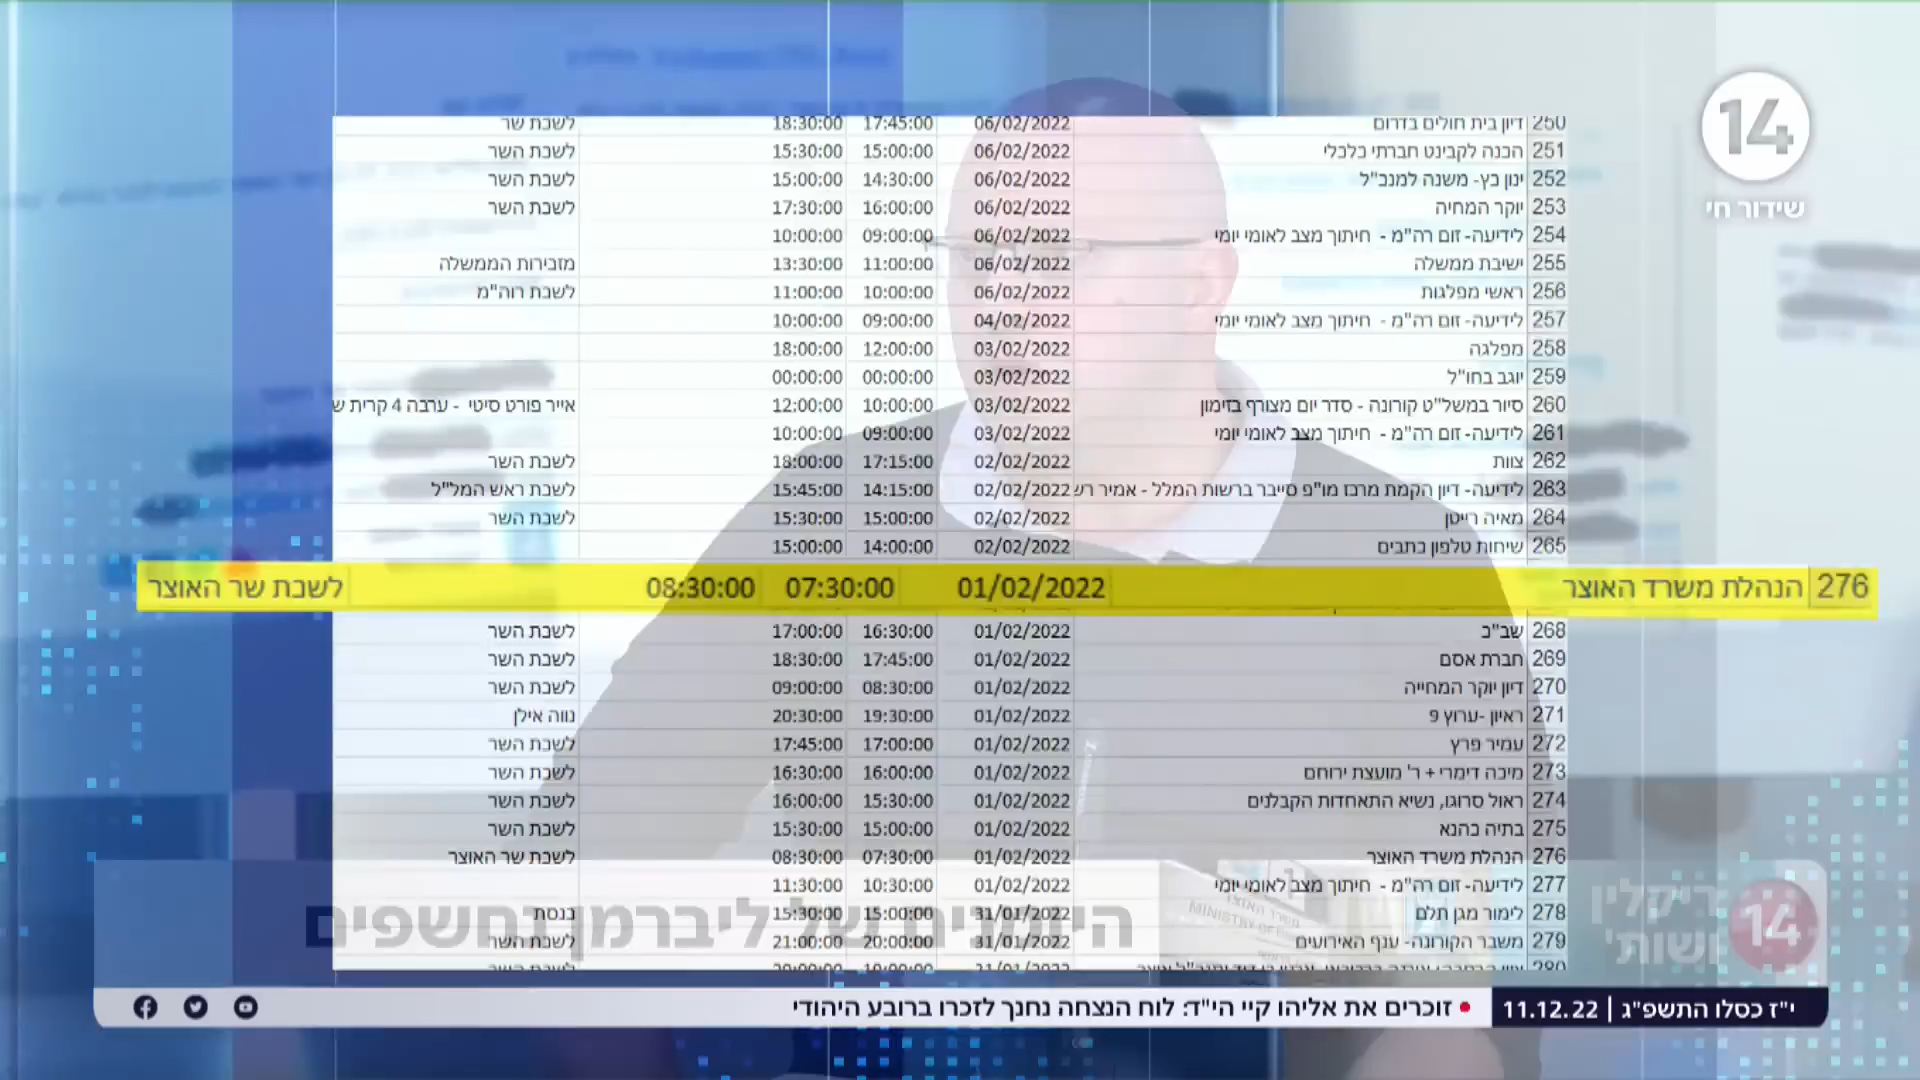 14
שידור חי
250 דיון בית חולים בדרום 06/02/2022 17:45:00 18:30:00 לשכת שר
251 הכנה לקבינט חברתי כלכלי 06/02/2022 15:00:00 15:30:00 לשכת השר
252 ינון כץ- משנה למנכ"ל 06/02/2022 14:30:00 15:00:00 לשכת השר
253 יוקר המחיה 06/02/2022 16:00:00 17:30:00 לשכת השר
254 לידיעה- זום רה"מ - חיתוך מצב לאומי יומי 06/02/2022 09:00:00 10:00:00
255 ישיבת ממשלה 06/02/2022 11:00:00 13:30:00 מזכירות הממשלה
256 ראשי מפלגות 06/02/2022 10:00:00 11:00:00 לשכת רוה"מ
257 לידיעה- זום רה"מ - חיתוך מצב לאומי יומי 04/02/2022 09:00:00 10:00:00
258 מפלגה 03/02/2022 12:00:00 18:00:00
259 יוגב בחו"ל 03/02/2022 00:00:00 00:00:00
260 סיור במשל"ט קורונה - סדר יום מצורף בזימון 03/02/2022 10:00:00 12:00:00 אייר פורט סיטי - ערבה 4 קרית ש
261 לידיעה- זום רה"מ - חיתוך מצב לאומי יומי 03/02/2022 09:00:00 10:00:00
262 צוות 02/02/2022 17:15:00 18:00:00 לשכת השר
263 לידיעה- דיון הקמת מרכז מו"פ סייבר ברשות המלל - אמיר רש 02/02/2022 14:15:00 15:45:00 לשכת ראש המל"ל
264 מאיה רייטן 02/02/2022 15:00:00 15:30:00 לשכת השר
265 שיחות טלפון כתבים 02/02/2022 14:00:00 15:00:00
276 הנהלת משרד האוצר 01/02/2022 07:30:00 08:30:00 לשכת שר האוצר
268 שב"כ 01/02/2022 16:30:00 17:00:00 לשכת השר
269 חברת אסם 01/02/2022 17:45:00 18:30:00 לשכת השר
270 דיון יוקר המחייה 01/02/2022 08:30:00 09:00:00 לשכת השר
271 ראיון -ערוץ 9 01/02/2022 19:30:00 20:30:00 נווה אילן
272 עמיר פרץ 01/02/2022 17:00:00 17:45:00 לשכת השר
273 מיכה דימרי + ר' מועצת ירוחם 01/02/2022 16:00:00 16:30:00 לשכת השר
274 ראול סרוגו, נשיא התאחדות הקבלנים 01/02/2022 15:30:00 16:00:00 לשכת השר
275 בתיה כהנא 01/02/2022 15:00:00 15:30:00 לשכת השר
276 הנהלת משרד האוצר 01/02/2022 07:30:00 08:30:00 לשכת שר האוצר
277 לידיעה- זום רה"מ - חיתוך מצב לאומי יומי 01/02/2022 10:30:00 11:30:00
278 לימור מגן תלם 31/01/2022 15:00:00 15:30:00 כנסת
279 משבר הקורונה- ענף האירועים 31/01/2022 20:00:00 21:00:00 לשכת השר
280
ריקלין
ושות'
14
היומנים של ליברמן נחשפים
י"ז כסלו התשפ"ג | 11.12.22
זוכרים את אליהו קיי הי"ד: לוח הנצחה נחנך לזכרו ברובע היהודי